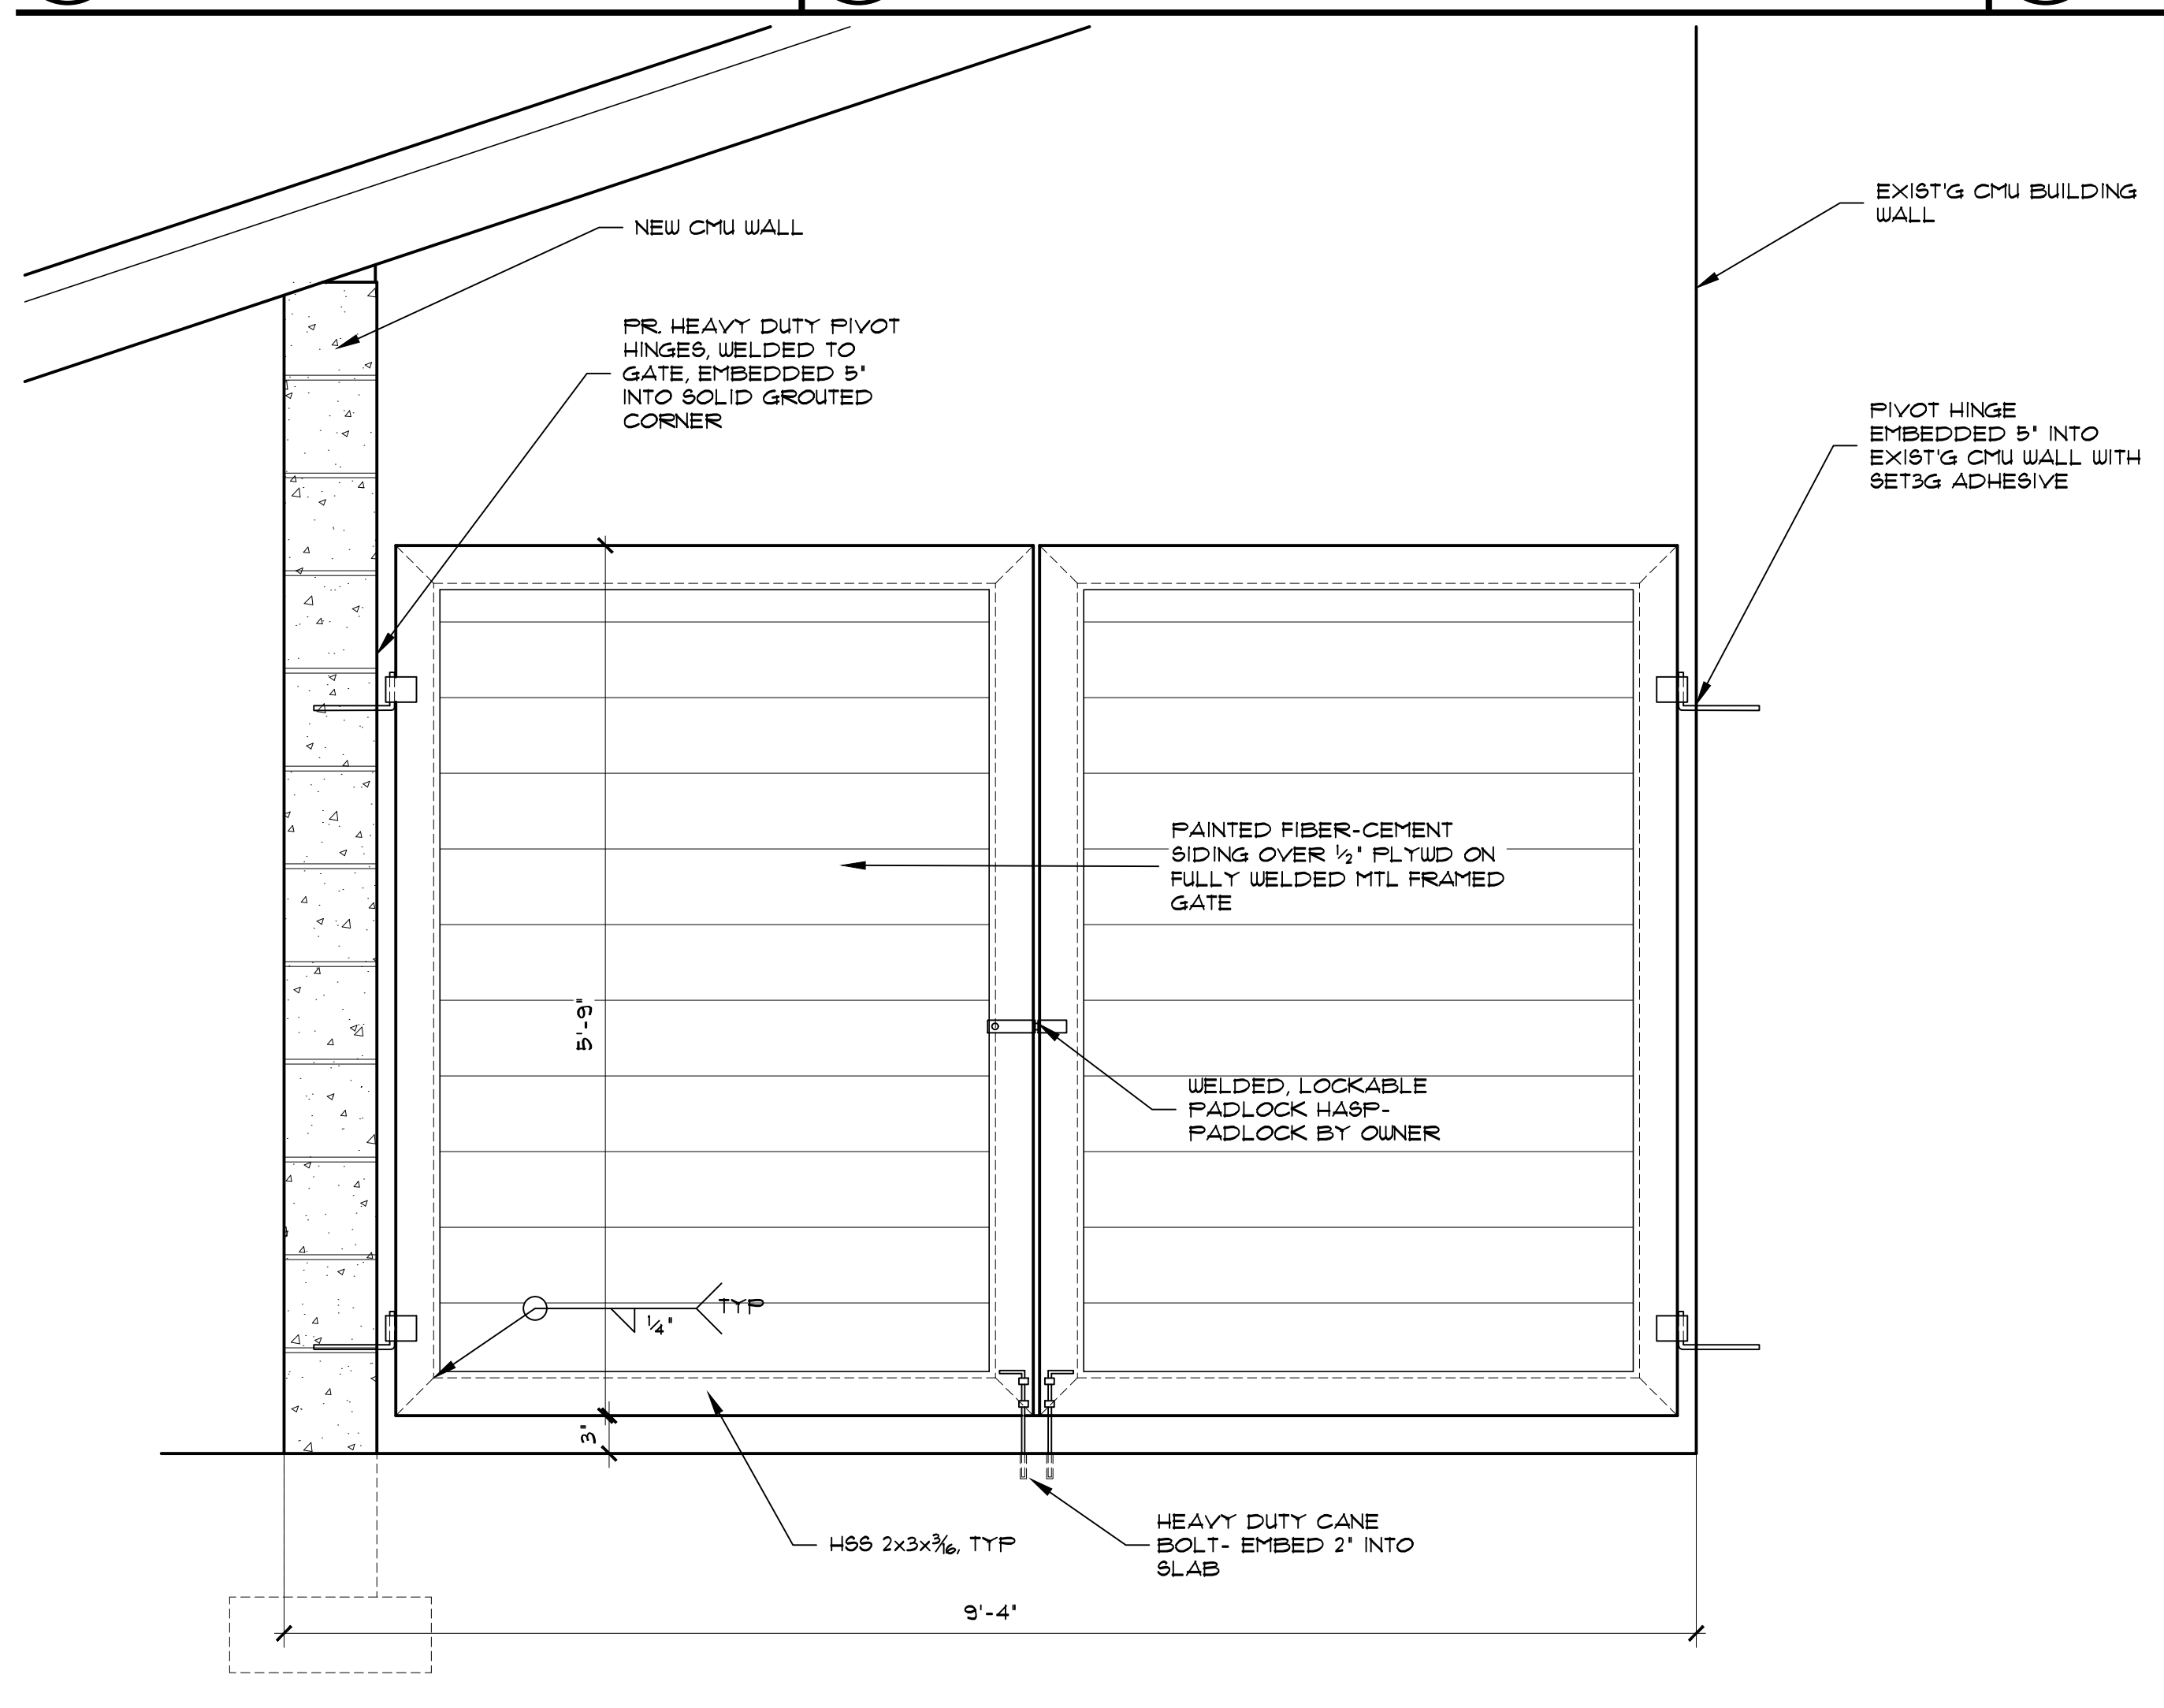 EXIST'G CMU BUILDING
WALL
NEW CMU WALL
PR. HEAVY DUTY PIVOT
HINGES, WELDED TO
GATE, EMBEDDED 5"
INTO SOLID GROUTED
CORNER
PIVOT HINGE
EMBEDDED 5" INTO
EXIST'G CMU WALL WITH
SET3G ADHESIVE
PAINTED FIBER-CEMENT
SIDING OVER ½" PLYWD ON
FULLY WELDED MTL FRAMED
GATE
5'-9"
WELDED, LOCKABLE
PADLOCK HASP-
PADLOCK BY OWNER
TYP
¼"
3"
HSS 2x3x3/16, TYP
HEAVY DUTY CANE
BOLT- EMBED 2" INTO
SLAB
9'-4"